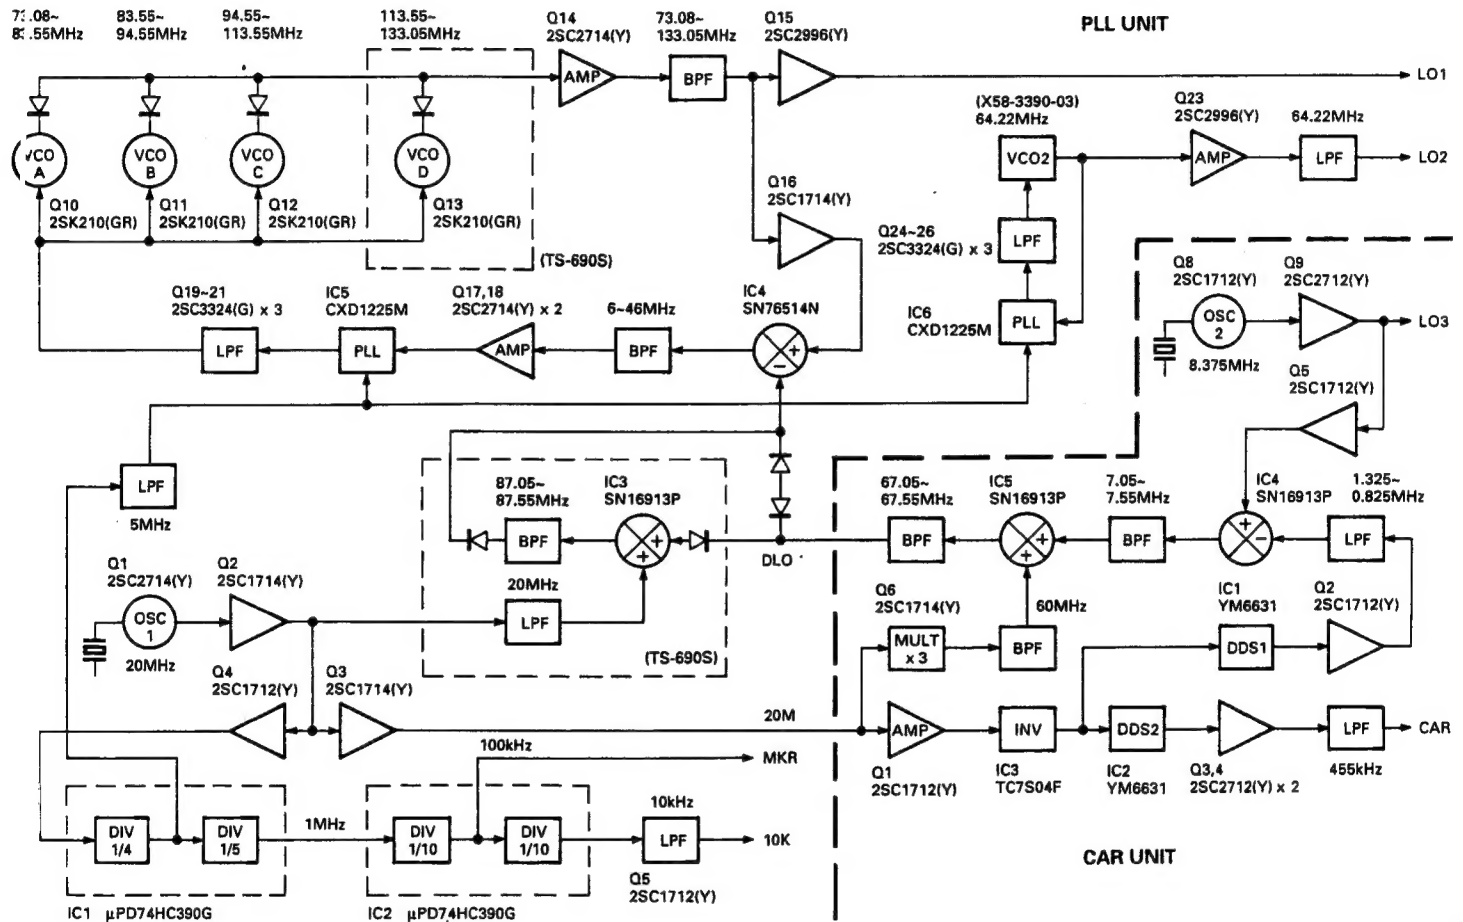 83.55~
94.55MHz
94.55~
113.55MHz
113.55~
133.05MHz
Q14
2SC2714(Y)
73.08~
133.05MHz
Q15
2SC2996(Y)
PLL UNIT
AMP
BPF
LO1
(X58-3390-03)
64.22MHz
Q23
2SC2996(Y)
64.22MHz
VCO
A
VCO
B
VCO
C
VCO
D
VCO2
AMP
LPF
LO2
Q10
2SK210(GR)
Q11
2SK210(GR)
Q12
2SK210(GR)
Q13
2SK210(GR)
Q16
2SC1714(Y)
Q24~26
2SC3324(G) x 3
LPF
(TS-690S)
Q8
2SC1712(Y)
Q9
2SC2712(Y)
Q19~21
2SC3324(G) x 3
IC5
CXD1225M
Q17,18
2SC2714(Y) x 2
6~46MHz
IC4
SN76514N
IC6
CXD1225M
PLL
OSC
2
LO3
LPF
PLL
AMP
BPF
+
−
8.375MHz
Q5
2SC1712(Y)
LPF
5MHz
87.05~
87.55MHz
IC3
SN16913P
67.05~
67.55MHz
IC5
SN16913P
7.05~
7.55MHz
IC4
SN16913P
1.325~
0.825MHz
BPF
+
+
DLO
BPF
+
+
BPF
+
−
LPF
Q1
2SC2714(Y)
Q2
2SC1714(Y)
20MHz
LPF
Q6
2SC1714(Y)
60MHz
IC1
YM6631
Q2
2SC1712(Y)
OSC
1
20MHz
(TS-690S)
MULT
x 3
BPF
DDS1
Q4
2SC1712(Y)
Q3
2SC1714(Y)
20M
AMP
INV
DDS2
LPF
CAR
100kHz
MKR
Q1
2SC1712(Y)
IC3
TC7S04F
IC2
YM6631
Q3,4
2SC2712(Y) x 2
455kHz
DIV
1/4
DIV
1/5
1MHz
DIV
1/10
DIV
1/10
10kHz
LPF
10K
Q5
2SC1712(Y)
CAR UNIT
IC1 µPD74HC390G
IC2 µPD74HC390G